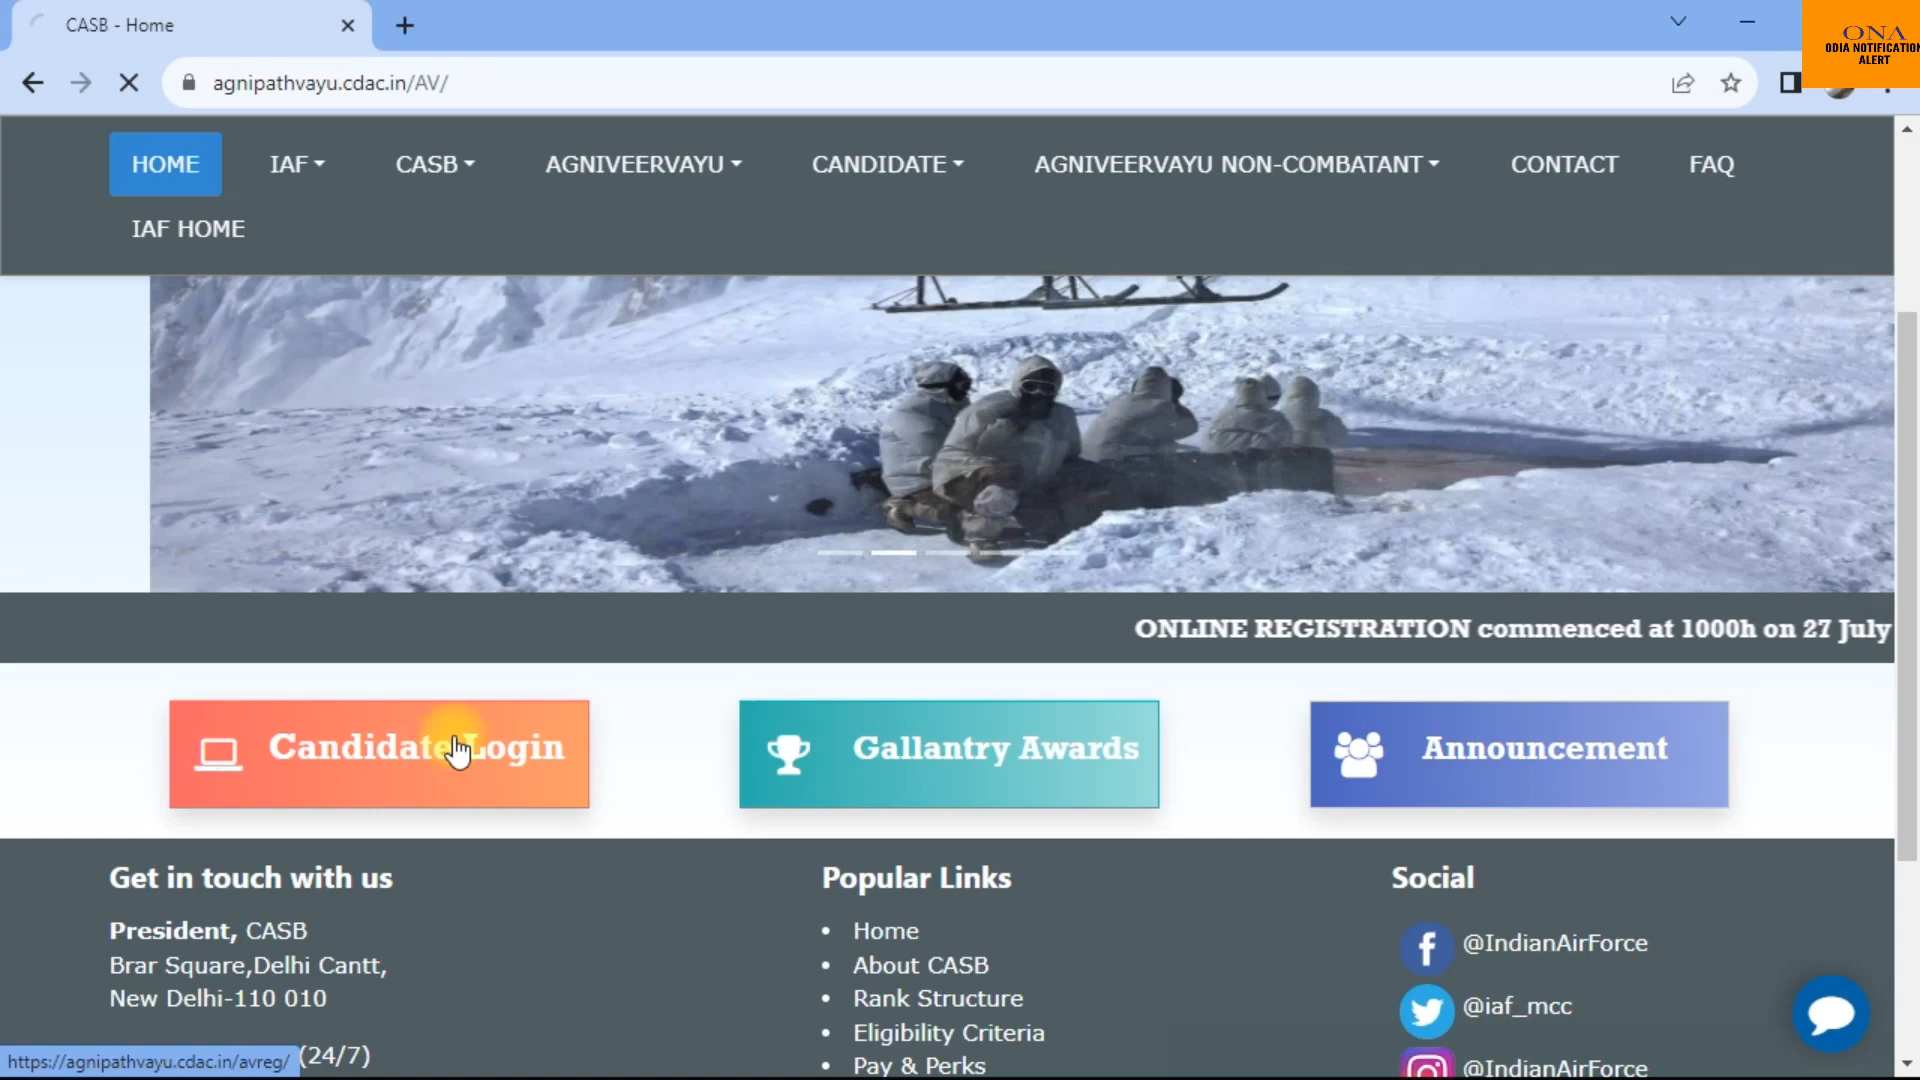 CASB - Home
ONA
ODIA NOTIFICATION
ALERT
agnipathvayu.cdac.in/AV/
HOME
IAF
CASB
AGNIVEERVAYU
CANDIDATE
AGNIVEERVAYU NON-COMBATANT
CONTACT
FAQ
IAF HOME
ONLINE REGISTRATION commenced at 1000h on 27 July
Candidate Login
Gallantry Awards
Announcement
Get in touch with us
President, CASB
Brar Square,Delhi Cantt,
New Delhi-110 010
(24/7)
Popular Links
• Home
• About CASB
• Rank Structure
• Eligibility Criteria
• Pay & Perks
Social
@IndianAirForce
@iaf_mcc
@IndianAirForce
https://agnipathvayu.cdac.in/avreg/